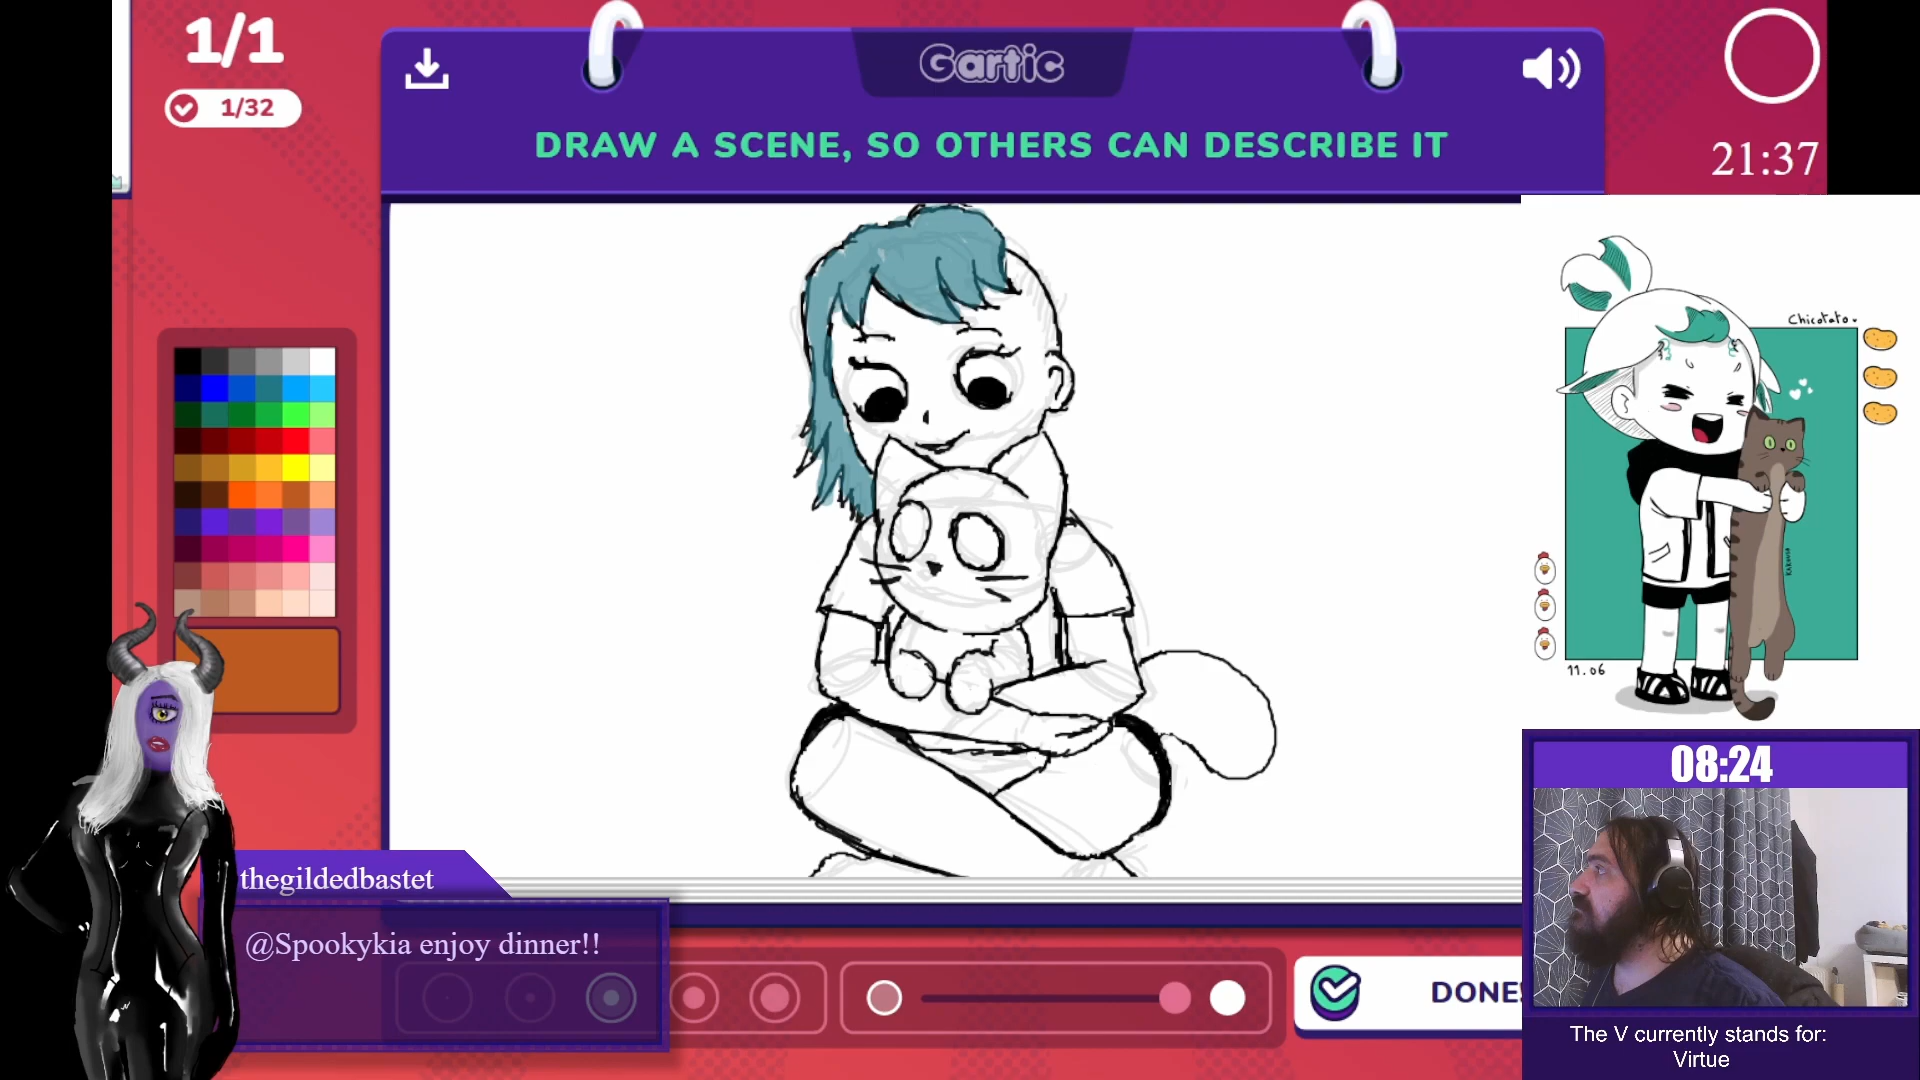 1/1
1/32
Gartic
DRAW A SCENE, SO OTHERS CAN DESCRIBE IT
21:37
Chicotato.
11.06
08:24
thegildedbastet
@Spookykia enjoy dinner!!
DONE!
The V currently stands for:
Virtue